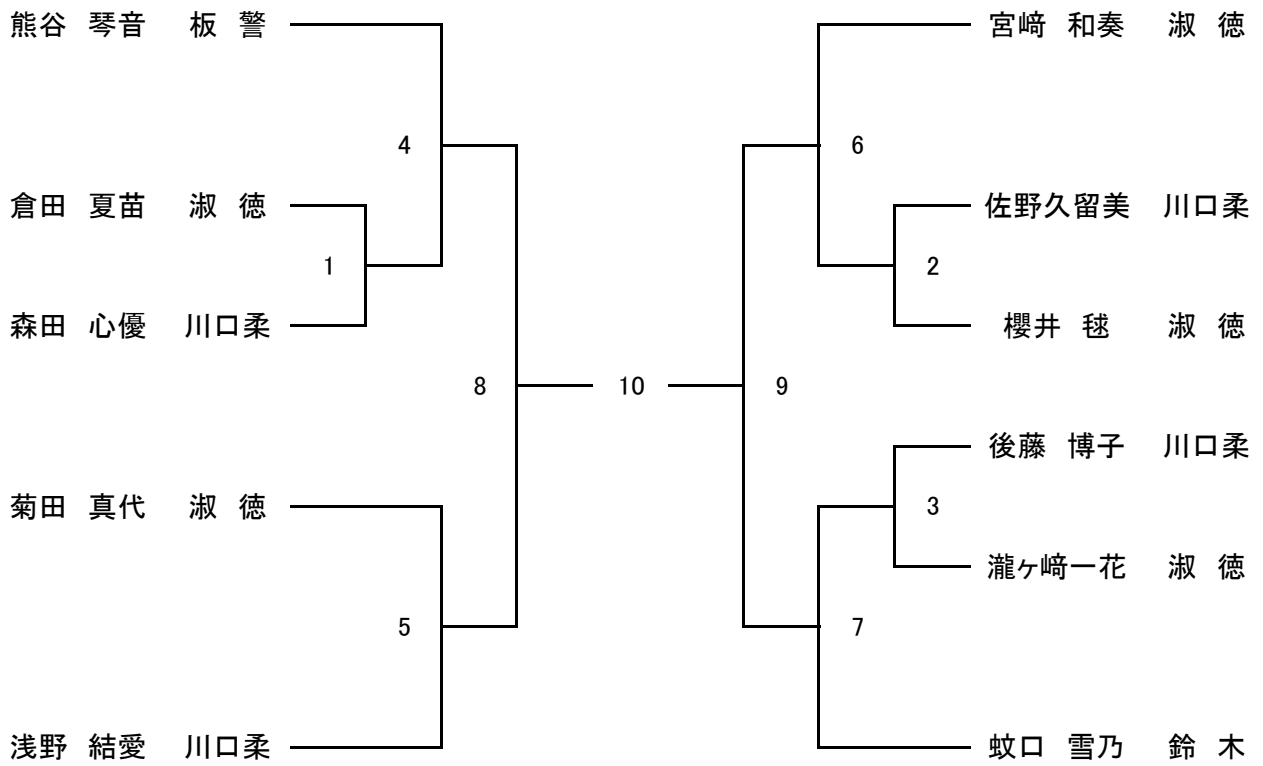 熊谷 琴音 板 警
4
倉田 夏苗 淑 徳
1
森田 心優 川口柔
8
菊田 真代 淑 徳
5
浅野 結愛 川口柔
10
宮﨑 和奏 淑 徳
6
佐野久留美 川口柔
2
櫻井 毬 淑 徳
9
後藤 博子 川口柔
3
瀧ヶ﨑一花 淑 徳
7
蚊口 雪乃 鈴 木